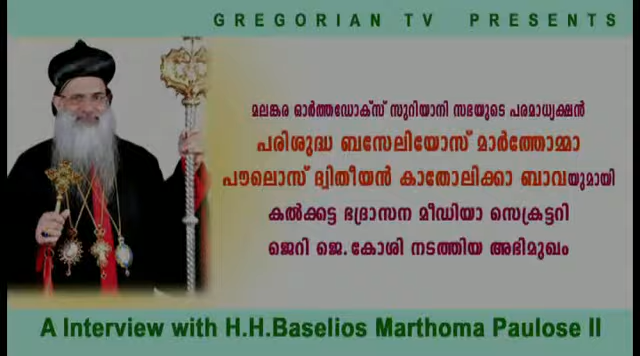 GREGORIAN TV PRESENTS
മലങ്കര ഓർത്തഡോക്സ് സുറിയാനി സഭയുടെ പരമാധ്യക്ഷൻ
പരിശുദ്ധ ബസേലിയോസ് മാർത്തോമ്മാ
പൗലൊസ് ദ്വിതീയൻ കാതോലിക്കാ ബാവയുമായി
കൽക്കട്ട ഭദ്രാസന മീഡിയാ സെക്രട്ടറി
ജെറി ജെ.കോശി നടത്തിയ അഭിമുഖം
A Interview with H.H.Baselios Marthoma Paulose II